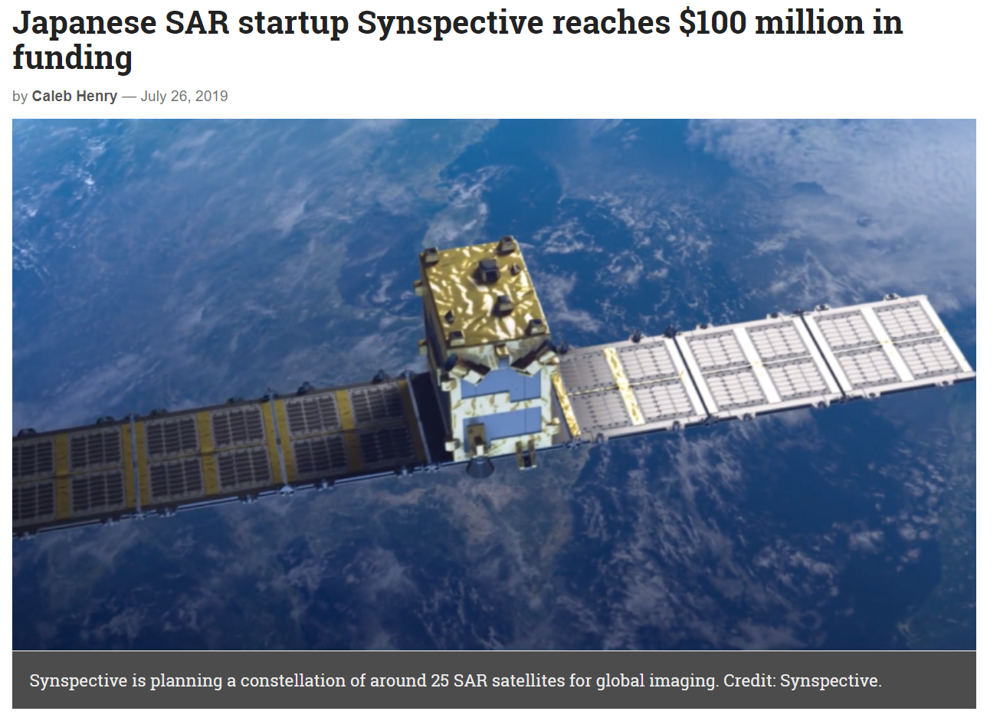 Japanese SAR startup Synspective reaches $100 million in
funding
by Caleb Henry — July 26, 2019
Synspective is planning a constellation of around 25 SAR satellites for global imaging. Credit: Synspective.